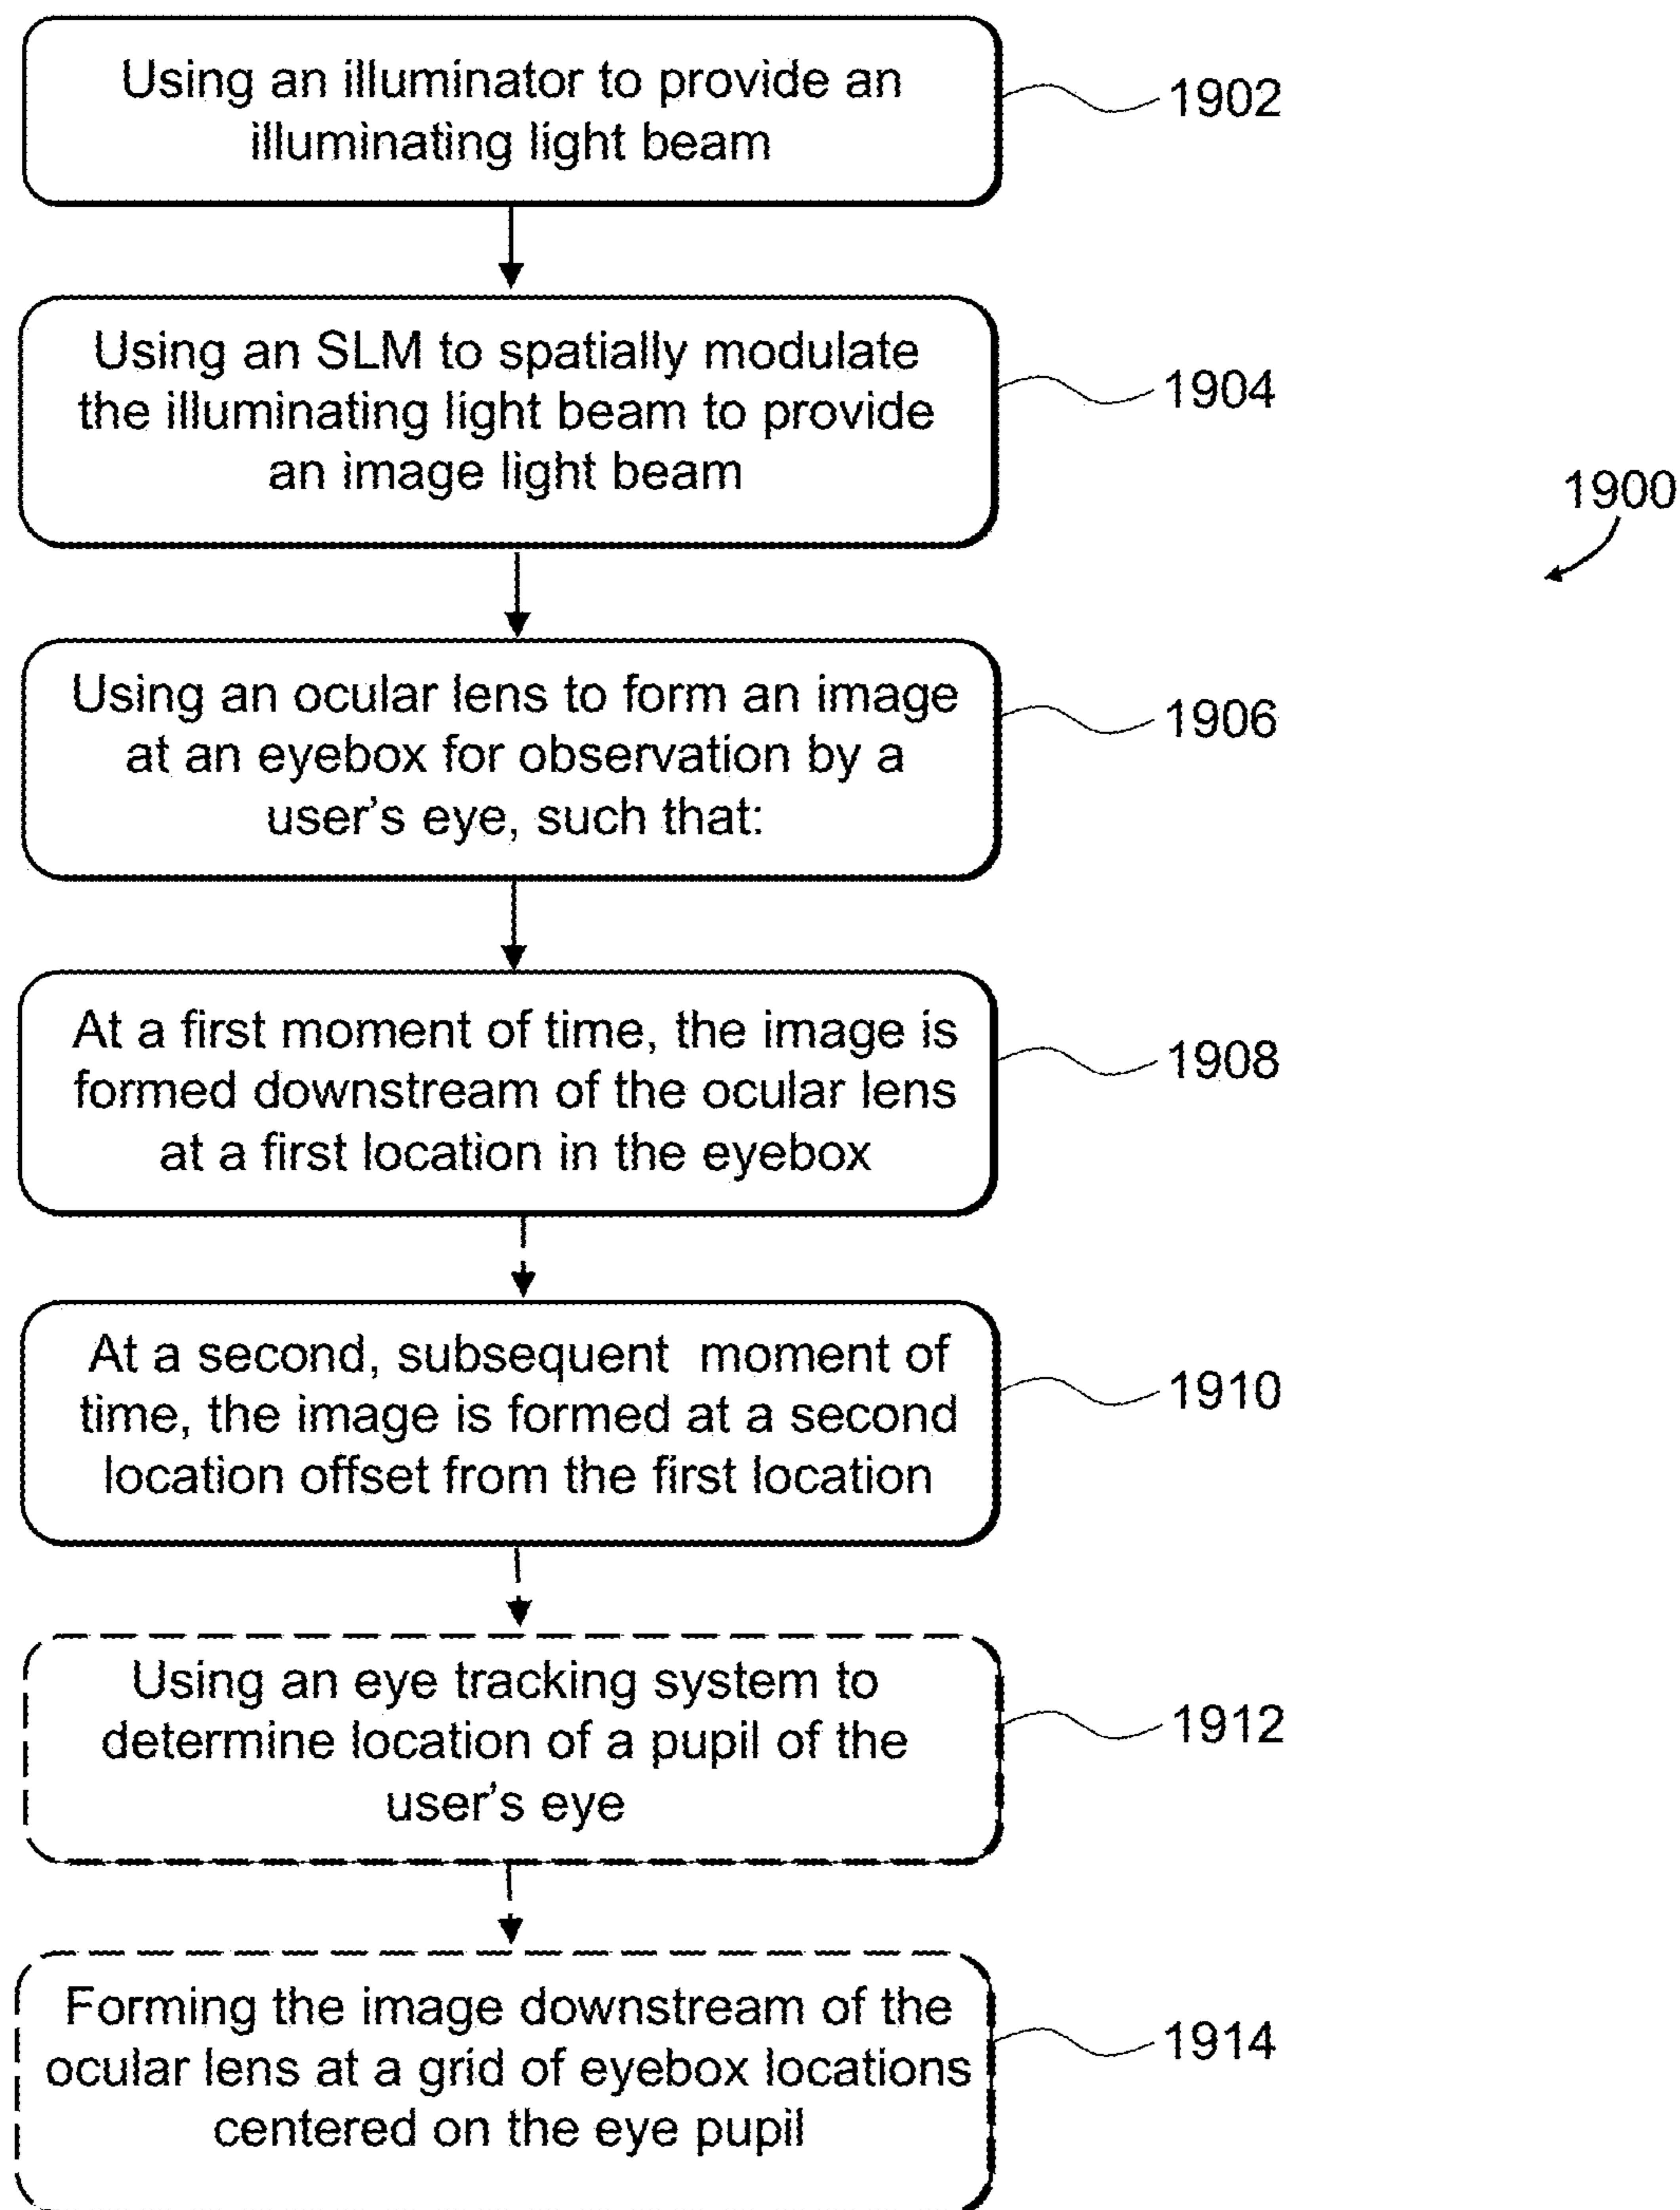 Using an illuminator to provide an
illuminating light beam
1902
Using an SLM to spatially modulate
the illuminating light beam to provide
an image light beam
1904
1900
Using an ocular lens to form an image
at an eyebox for observation by a
user's eye, such that:
1906
At a first moment of time, the image is
formed downstream of the ocular lens
at a first location in the eyebox
1908
At a second, subsequent moment of
time, the image is formed at a second
location offset from the first location
1910
Using an eye tracking system to
determine location of a pupil of the
user's eye
1912
Forming the image downstream of the
ocular lens at a grid of eyebox locations
centered on the eye pupil
1914